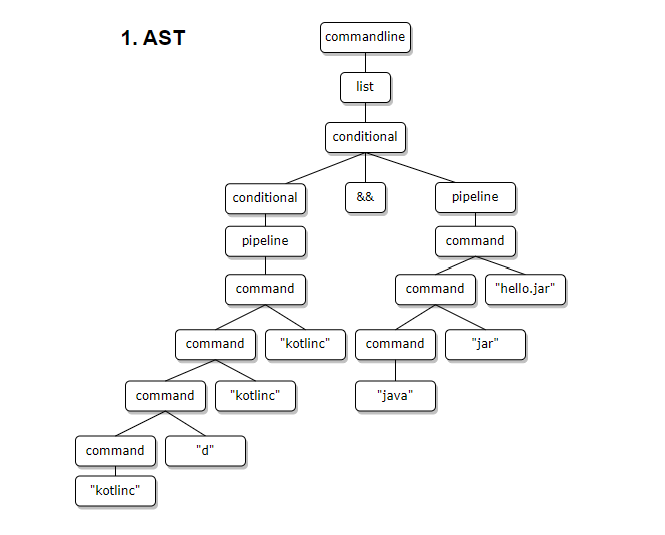 1. AST
commandline
list
conditional
conditional && pipeline
pipeline command
command command "hello.jar"
command "kotlinc" command "jar"
command "kotlinc" "java"
command "d"
"kotlinc"